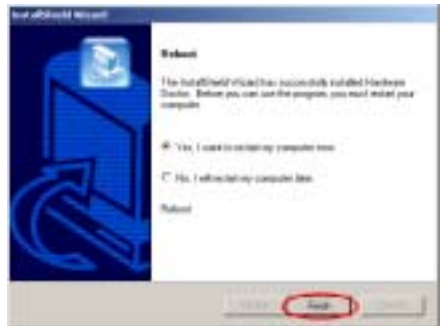 InstallShield Wizard
Reboot
The InstallShield Wizard has successfully installed Hardware
Doctor. Before you can use the program, you must restart your
computer.
Yes, I want to restart my computer now.
No, I will restart my computer later.
Reboot
Finish